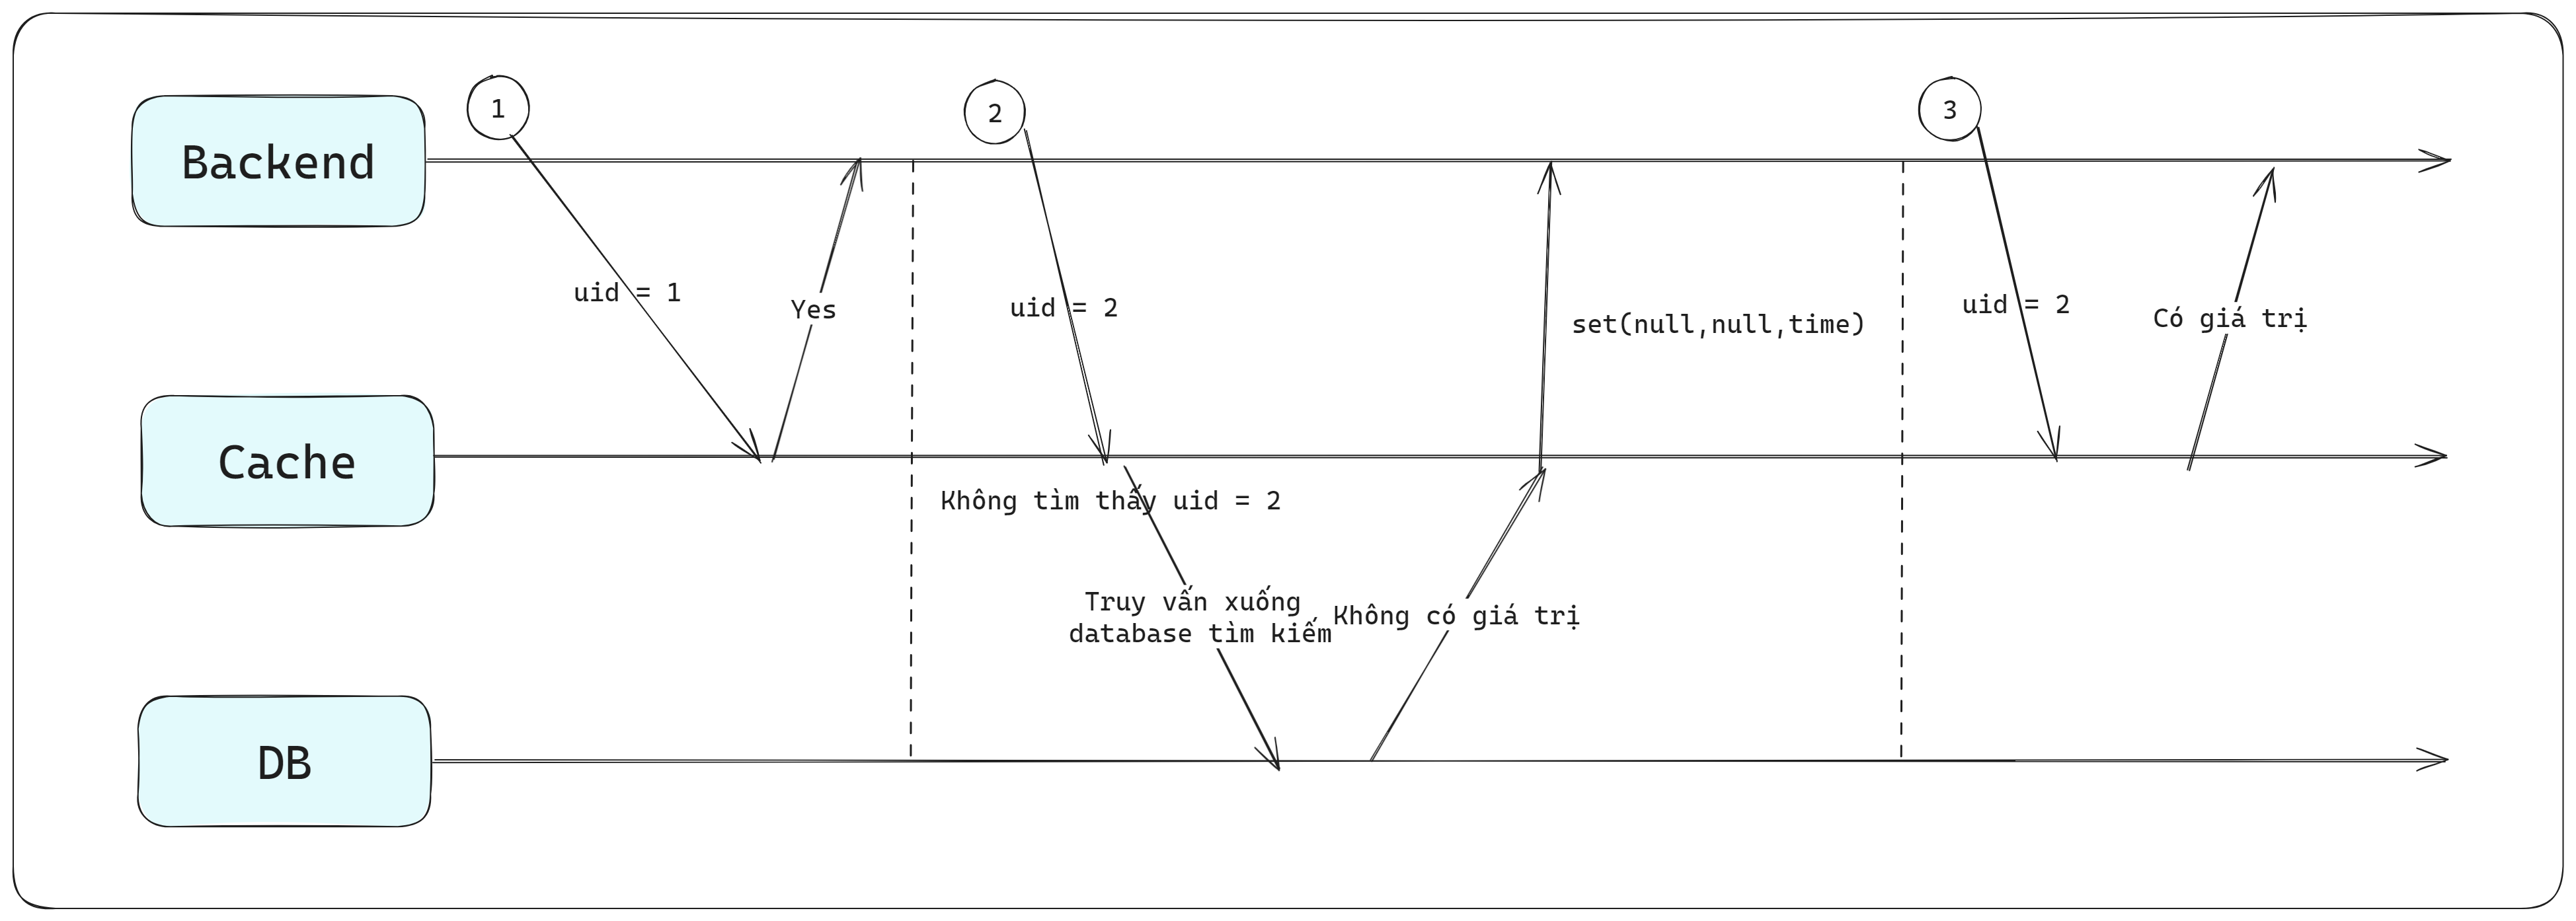 1
2
3
Backend
uid = 1
Yes
uid = 2
set(null,null,time)
uid = 2
Có giá trị
Cache
Không tìm thấy uid = 2
Truy vấn xuống
database tìm kiếm
Không có giá trị
DB